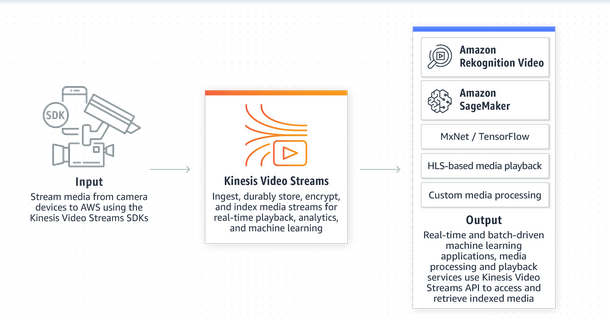 SDK
Input
Stream media from camera
devices to AWS using the
Kinesis Video Streams SDKs
Kinesis Video Streams
Ingest, durably store, encrypt,
and index media streams for
real-time playback, analytics,
and machine learning
Amazon
Rekognition Video
Amazon
SageMaker
MxNet / TensorFlow
HLS-based media playback
Custom media processing
Output
Real-time and batch-driven
machine learning
applications, media
processing and playback
services use Kinesis Video
Streams API to access and
retrieve indexed media